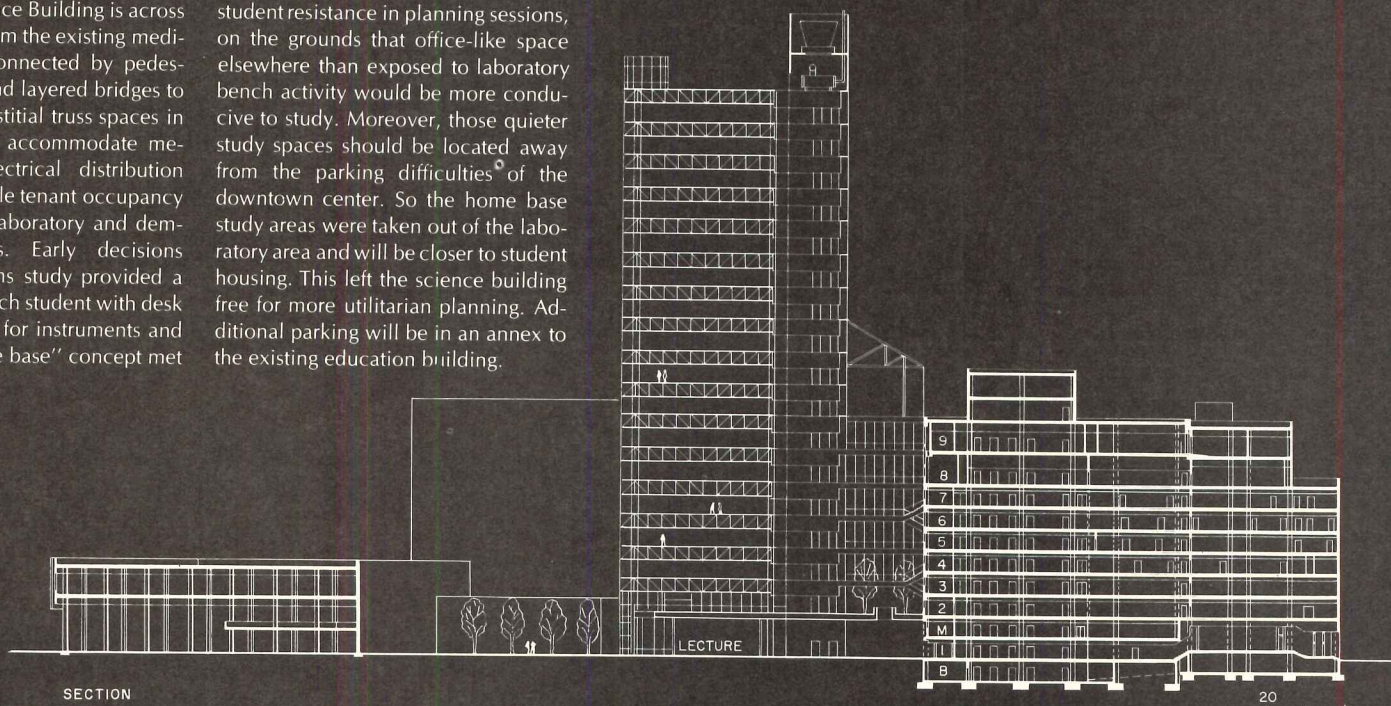 ce Building is across
m the existing medi-
onnected by pedes-
nd layered bridges to
stitial truss spaces in
accommodate me-
ectrical distribution
le tenant occupancy
aboratory and dem-
s. Early decisions
ns study provided a
ch student with desk
for instruments and
e base" concept met
student resistance in planning sessions,
on the grounds that office-like space
elsewhere than exposed to laboratory
bench activity would be more condu-
cive to study. Moreover, those quieter
study spaces should be located away
from the parking difficulties of the
downtown center. So the home base
study areas were taken out of the labo-
ratory area and will be closer to student
housing. This left the science building
free for more utilitarian planning. Ad-
ditional parking will be in an annex to
the existing education building.
9
8
7
6
5
4
3
2
M
1
B
LECTURE
SECTION
20